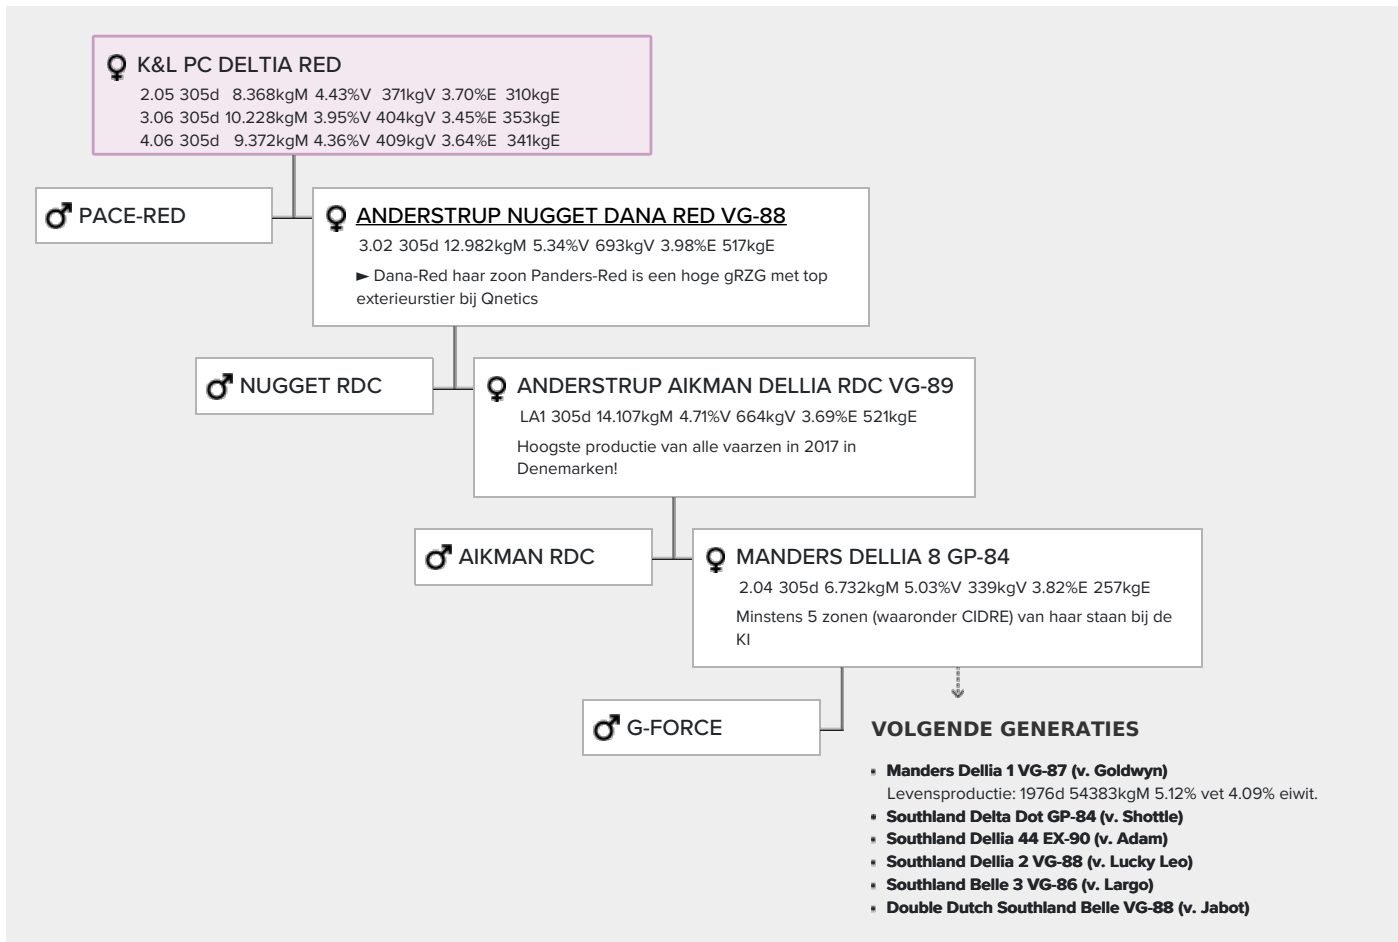 K&L PC DELTIA RED
2.05 305d 8.368kgM 4.43%V 371kgV 3.70%E 310kgE
3.06 305d 10.228kgM 3.95%V 404kgV 3.45%E 353kgE
4.06 305d 9.372kgM 4.36%V 409kgV 3.64%E 341kgE
PACE-RED
ANDERSTRUP NUGGET DANA RED VG-88
3.02 305d 12.982kgM 5.34%V 693kgV 3.98%E 517kgE
► Dana-Red haar zoon Panders-Red is een hoge gRZG met top
exterieurstier bij Qnetics
NUGGET RDC
ANDERSTRUP AIKMAN DELLIA RDC VG-89
LA1 305d 14.107kgM 4.71%V 664kgV 3.69%E 521kgE
Hoogste productie van alle vaarzen in 2017 in
Denemarken!
AIKMAN RDC
MANDERS DELLIA 8 GP-84
2.04 305d 6.732kgM 5.03%V 339kgV 3.82%E 257kgE
Minstens 5 zonen (waaronder CIDRE) van haar staan bij de
KI
G-FORCE
VOLGENDE GENERATIES
Manders Dellia 1 VG-87 (v. Goldwyn)
Levensproductie: 1976d 54383kgM 5.12% vet 4.09% eiwit.
Southland Delta Dot GP-84 (v. Shottle)
Southland Dellia 44 EX-90 (v. Adam)
Southland Dellia 2 VG-88 (v. Lucky Leo)
Southland Belle 3 VG-86 (v. Largo)
Double Dutch Southland Belle VG-88 (v. Jabot)